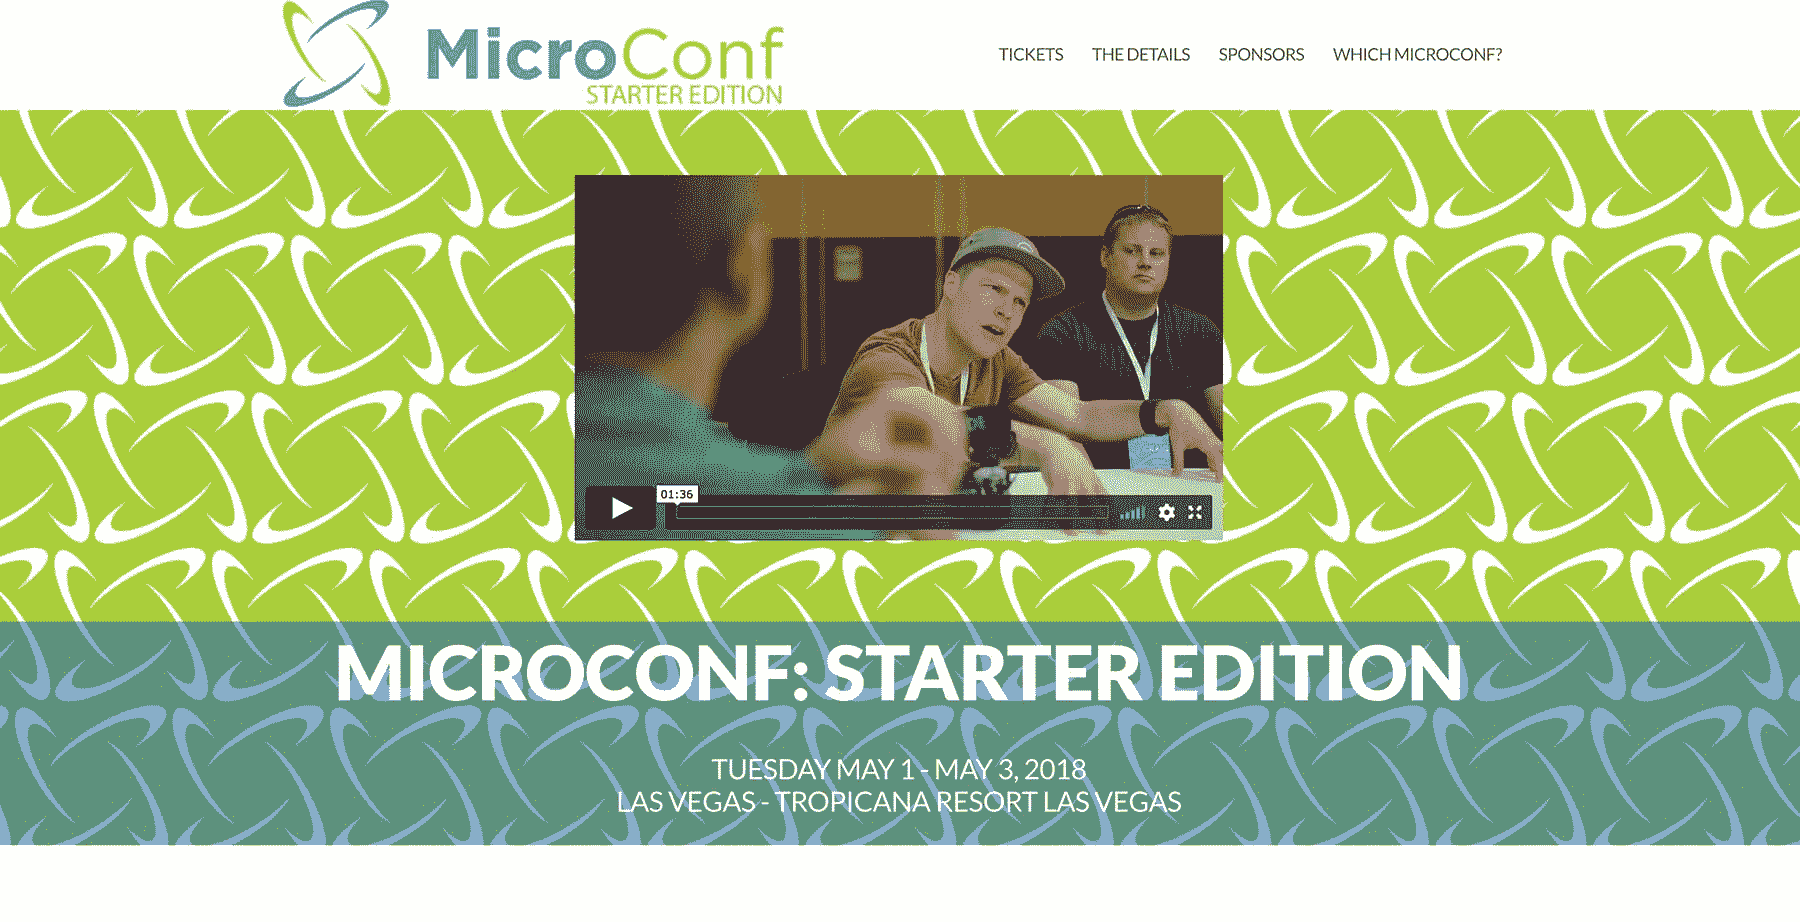 MicroConf
STARTER EDITION
TICKETS THE DETAILS SPONSORS WHICH MICROCONF?
01:36
MICROCONF: STARTER EDITION
TUESDAY MAY 1 - MAY 3, 2018
LAS VEGAS - TROPICANA RESORT LAS VEGAS